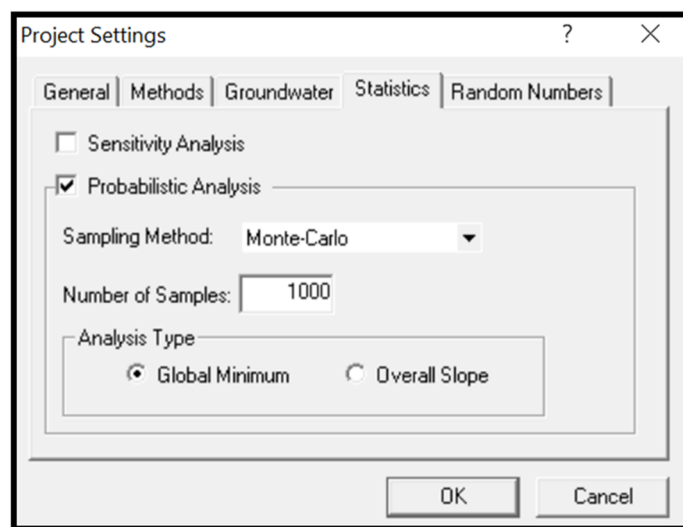 Project Settings
?
General Methods Groundwater Statistics Random Numbers
Sensitivity Analysis
Probabilistic Analysis
Sampling Method: Monte-Carlo
Number of Samples: 1000
Analysis Type
Global Minimum Overall Slope
OK Cancel